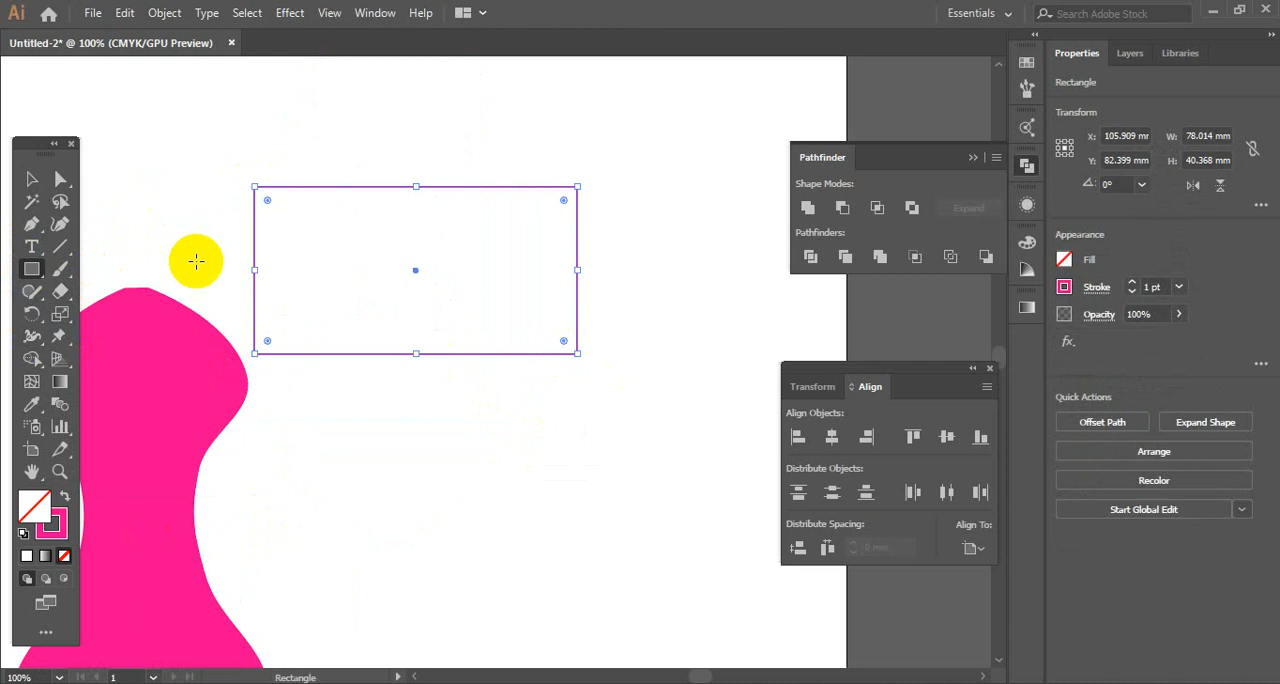 Ai File Edit Object Type Select Effect View Window Help Essentials Search Adobe Stock
Untitled-2* @ 100% (CMYK/GPU Preview) ×
Properties Layers Libraries
Rectangle
Transform
X: 105.909 mr W: 78.014 mm
Y: 82.399 mm H: 40.368 mm
0°
Appearance
Fill
Stroke 1 pt
Opacity 100%
fx.
Quick Actions
Offset Path Expand Shape
Arrange
Recolor
Start Global Edit
Pathfinder
Shape Modes:
Expand
Pathfinders:
Transform Align
Align Objects:
Distribute Objects:
Distribute Spacing: Align To:
0 mm
T
100% 1 Rectangle